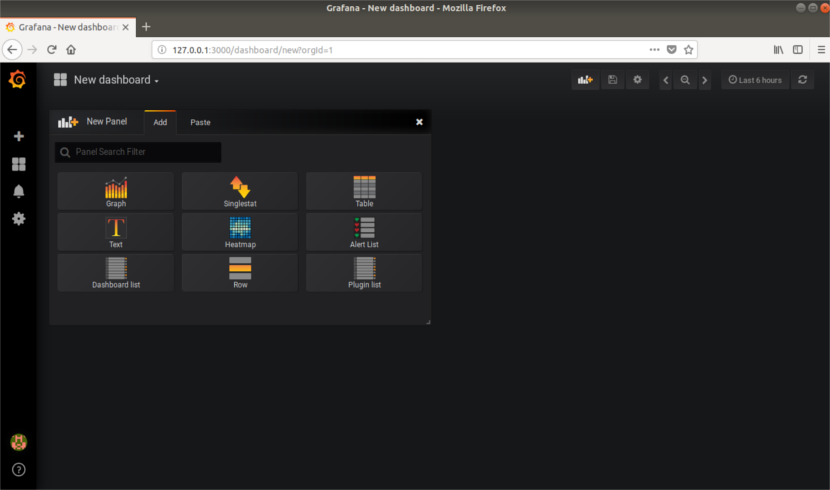 Grafana - New dashboard - Mozilla Firefox
Grafana - New dashboar
127.0.0.1:3000/dashboard/new?orgId=1
New dashboard
Last 6 hours
New Panel Add Paste
Panel Search Filter
Graph Singlestat Table
Text Heatmap Alert List
Dashboard list Row Plugin list